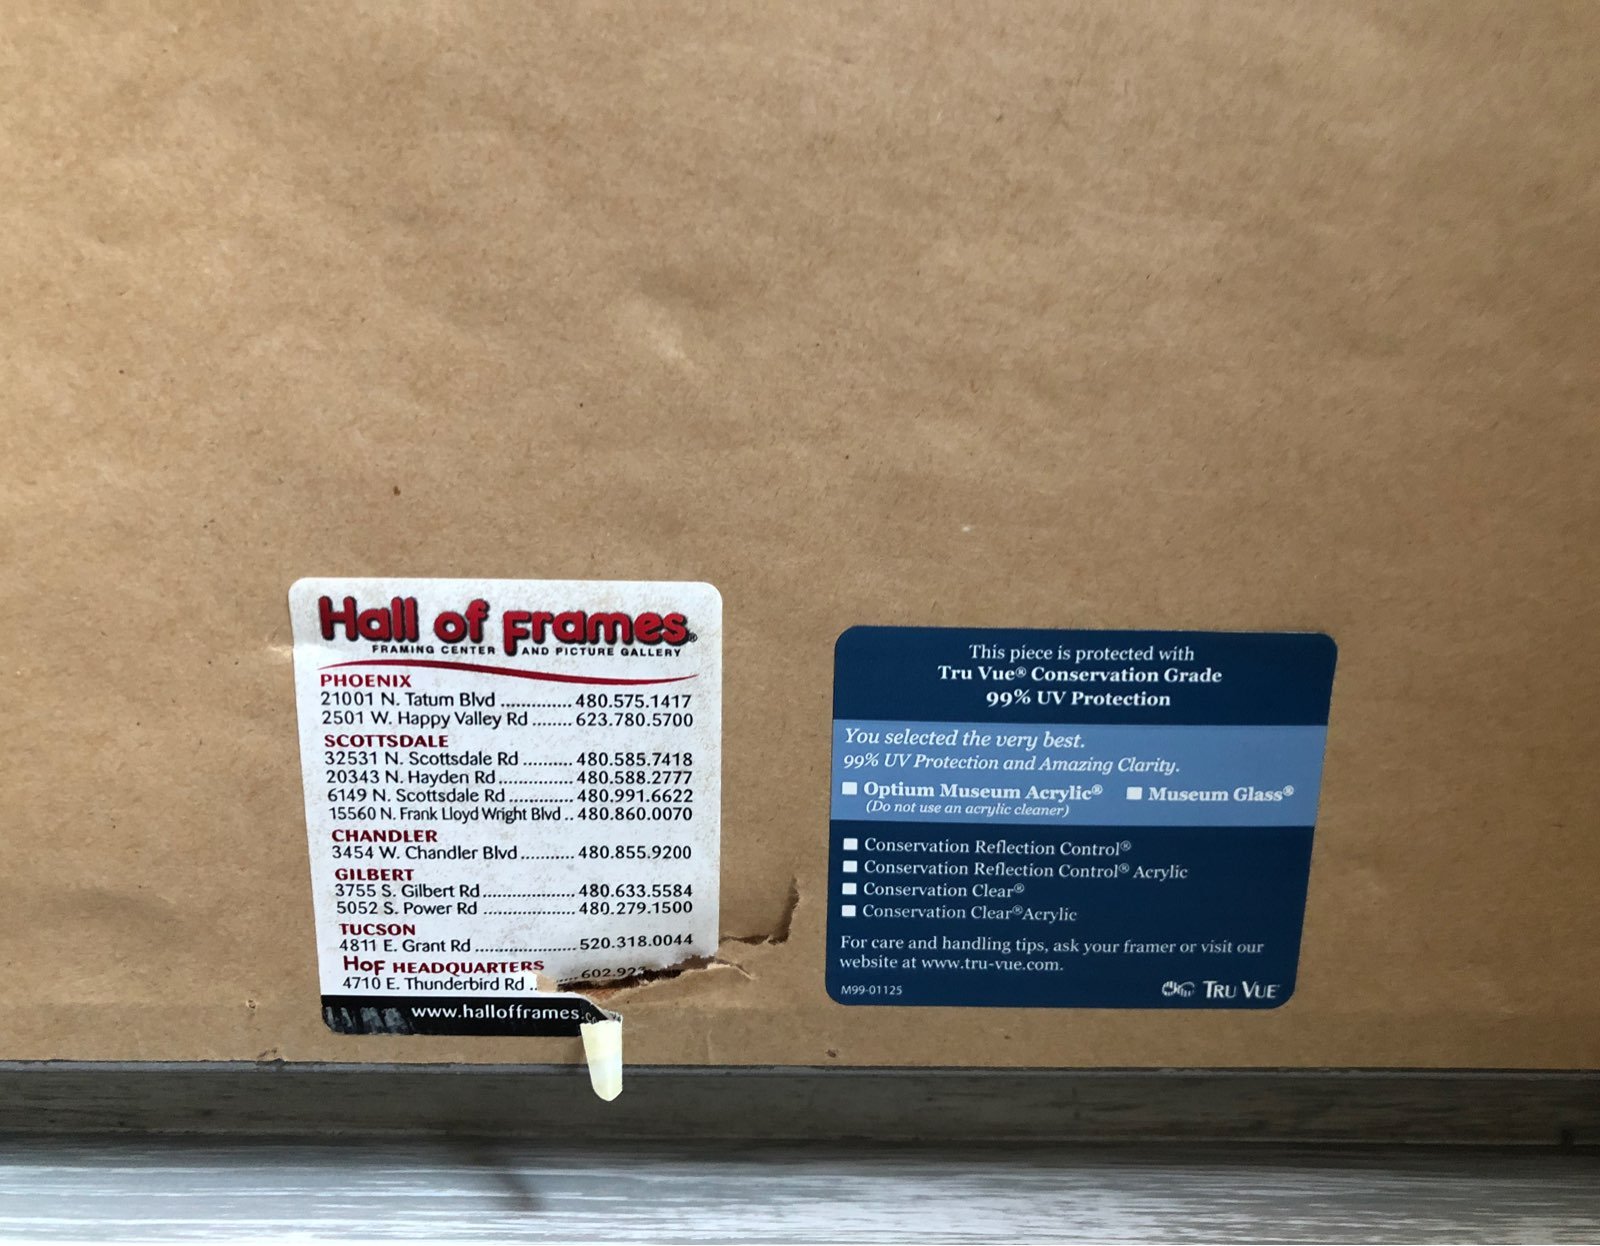 Hall of Frames®
FRAMING CENTER AND PICTURE GALLERY
PHOENIX
21001 N. Tatum Blvd .............. 480.575.1417
2501 W. Happy Valley Rd ........ 623.780.5700
SCOTTSDALE
32531 N. Scottsdale Rd .......... 480.585.7418
20343 N. Hayden Rd............... 480.588.2777
6149 N. Scottsdale Rd ............. 480.991.6622
15560 N. Frank Lloyd Wright Blvd .. 480.860.0070
CHANDLER
3454 W. Chandler Blvd........... 480.855.9200
GILBERT
3755 S. Gilbert Rd................... 480.633.5584
5052 S. Power Rd ................... 480.279.1500
TUCSON
4811 E. Grant Rd ..................... 520.318.0044
HOF HEADQUARTERS
4710 E. Thunderbird Rd .. ....602.92
www.hallofframes.
This piece is protected with
Tru Vue® Conservation Grade
99% UV Protection
You selected the very best.
99% UV Protection and Amazing Clarity.
Optium Museum Acrylic® Museum Glass®
(Do not use an acrylic cleaner)
Conservation Reflection Control®
Conservation Reflection Control® Acrylic
Conservation Clear®
Conservation Clear® Acrylic
For care and handling tips, ask your framer or visit our
website at www.tru-vue.com.
M99-01125
TRU VUE